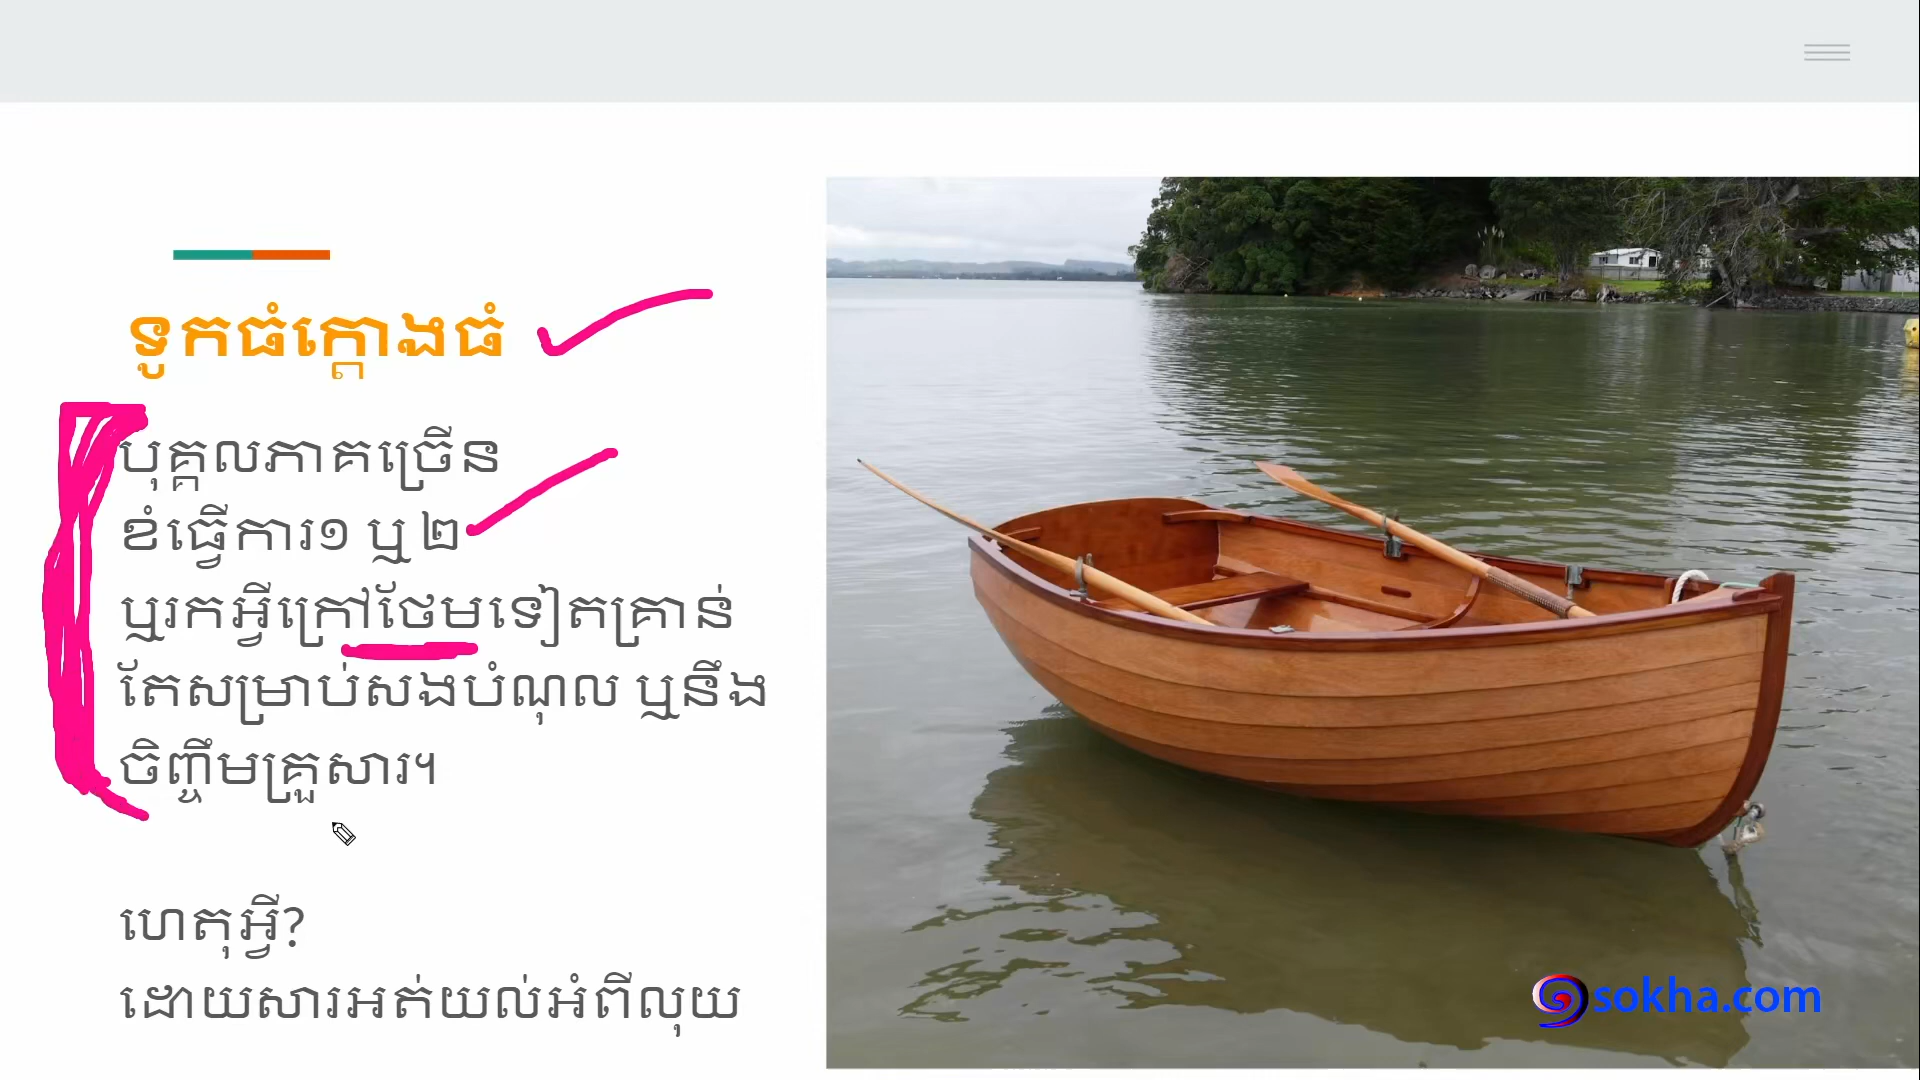 ទូកធំក្ដោងធំ
បុគ្គលភាគច្រើន
ខំធ្វើការ១ ឬ ២
ឬរកអ្វីក្រៅថែមទៀតគ្រាន់
តែសម្រាប់សងបំណុល ឬនឹង
ចិញ្ចឹមគ្រួសារ។
ហេតុអ្វី?
ដោយសារអត់យល់អំពីលុយ
sokha.com